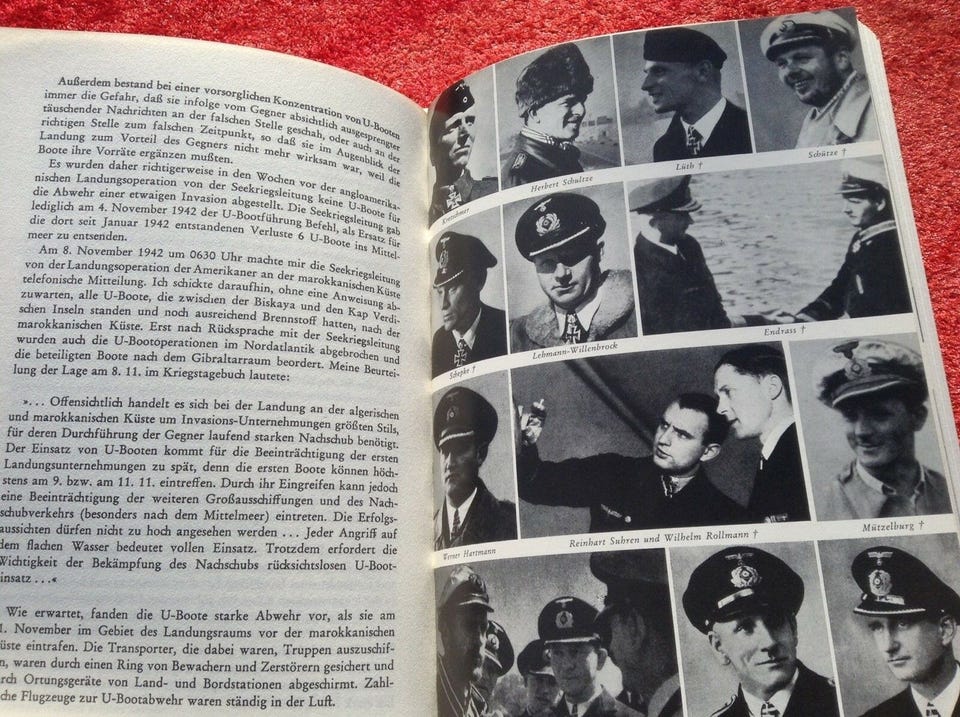 Außerdem bestand bei einer vorsorglichen Konzentration von U-Booten
immer die Gefahr, daß sie infolge vom Gegner absichtlich ausgesprengter
täuschender Nachrichten an der falschen Stelle geschah, oder auch an der
richtigen Stelle zum falschen Zeitpunkt, so daß sie im Augenblick der
Landung zum Vorteil des Gegners nicht mehr wirksam war, weil die
Boote ihre Vorräte ergänzen mußten.
Es wurden daher richtigerweise in den Wochen vor der angloamerika-
nischen Landungsoperation von der Seekriegsleitung keine U-Boote für
die Abwehr einer etwaigen Invasion abgestellt. Die Seekriegsleitung gab
lediglich am 4. November 1942 der U-Bootführung Befehl, als Ersatz für
die dort seit Januar 1942 entstandenen Verluste 6 U-Boote ins Mittel-
meer zu entsenden.
Am 8. November 1942 um 0630 Uhr machte mir die Seekriegsleitung
von der Landungsoperation der Amerikaner an der marokkanischen Küste
telefonische Mitteilung. Ich schickte daraufhin, ohne eine Anweisung ab-
zuwarten, alle U-Boote, die zwischen der Biskaya und den Kap Verdi-
schen Inseln standen und noch ausreichend Brennstoff hatten, nach der
marokkanischen Küste. Erst nach Rücksprache mit der Seekriegsleitung
wurden auch die U-Bootoperationen im Nordatlantik abgebrochen und
die beteiligten Boote nach dem Gibraltarraum beordert. Meine Beurtei-
lung der Lage am 8. 11. im Kriegstagebuch lautete:
»... Offensichtlich handelt es sich bei der Landung an der algerischen
und marokkanischen Küste um Invasions-Unternehmungen größten Stils,
für deren Durchführung der Gegner laufend starken Nachschub benötigt.
Der Einsatz von U-Booten kommt für die Beeinträchtigung der ersten
Landungsunternehmungen zu spät, denn die ersten Boote können höch-
stens am 9. bzw. am 11. 11. eintreffen. Durch ihr Eingreifen kann jedoch
eine Beeinträchtigung der weiteren Großausschiffungen und des Nach-
schubverkehrs (besonders nach dem Mittelmeer) eintreten. Die Erfolgs-
aussichten dürfen nicht zu hoch angesehen werden ... Jeder Angriff auf
dem flachen Wasser bedeutet vollen Einsatz. Trotzdem erfordert die
Wichtigkeit der Bekämpfung des Nachschubs rücksichtslosen U-Boot-
insatz ...«
Wie erwartet, fanden die U-Boote starke Abwehr vor, als sie am
1. November im Gebiet des Landungsraums vor der marokkanischen
üste eintrafen. Die Transporter, die dabei waren, Truppen auszuschif-
n, waren durch einen Ring von Bewachern und Zerstörern gesichert und
rch Ortungsgeräte von Land- und Bordstationen abgeschirmt. Zahl-
che Flugzeuge zur U-Bootabwehr waren ständig in der Luft.
Kretschmer
Herbert Schultze
Lüth †
Schütze †
Schepke †
Lehmann-Willenbrock
Endrass †
Werner Hartmann
Reinhart Suhren und Wilhelm Rollmann †
Mützelburg †